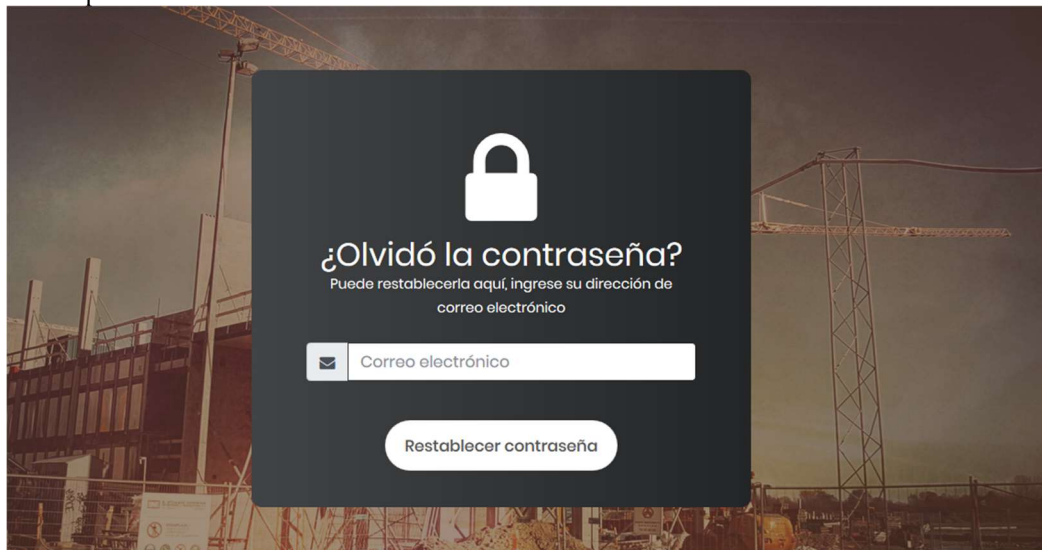 ¿Olvidó la contraseña?
Puede restablecerla aquí, ingrese su dirección de
correo electrónico
Correo electrónico
Restablecer contraseña